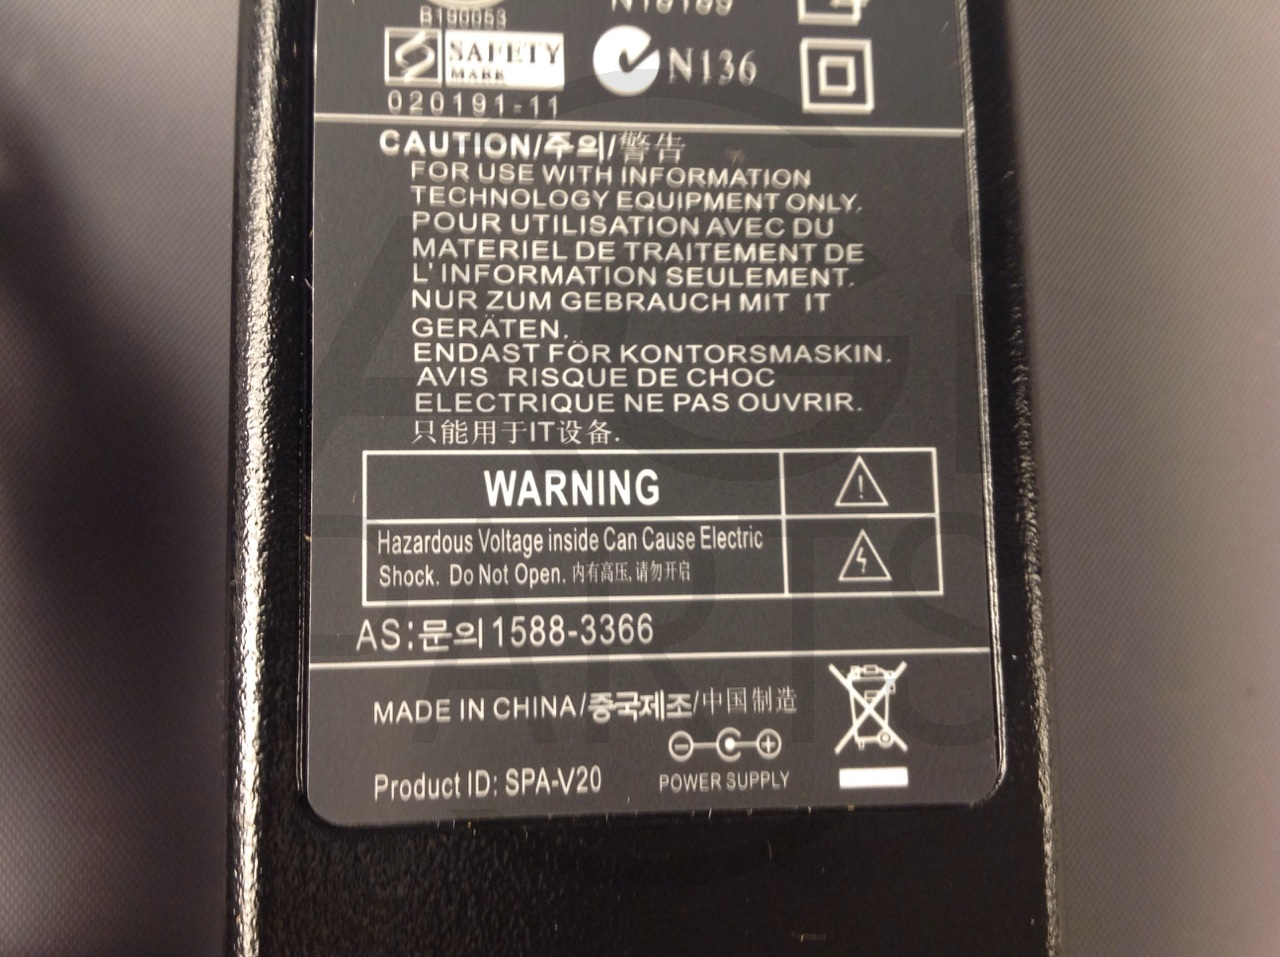 B190053
N18189
SAFETY
MARK
N136
020191-11
CAUTION/주의/警告
FOR USE WITH INFORMATION
TECHNOLOGY EQUIPMENT ONLY.
POUR UTILISATION AVEC DU
MATERIEL DE TRAITEMENT DE
L'INFORMATION SEULEMENT.
NUR ZUM GEBRAUCH MIT IT
GERÄTEN.
ENDAST FÖR KONTORSMASKIN.
AVIS RISQUE DE CHOC
ELECTRIQUE NE PAS OUVRIR.
只能用于IT设备.
WARNING
Hazardous Voltage inside Can Cause Electric
Shock. Do Not Open. 内有高压,请勿开启
AS:문의 1588-3366
MADE IN CHINA/중국제조/中国制造
Product ID: SPA-V20
POWER SUPPLY
PARTS